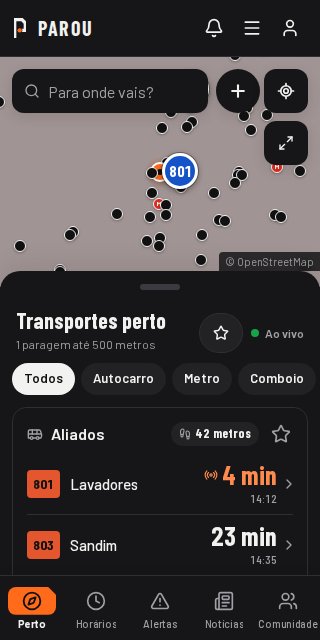 PAROU
Para onde vais?
801
© OpenStreetMap
Transportes perto
1 paragem até 500 metros
Ao vivo
Todos
Autocarro
Metro
Comboio
Aliados
42 metros
801
Lavadores
4 min
14:12
803
Sandim
23 min
14:35
Perto
Horários
Alertas
Notícias
Comunidade